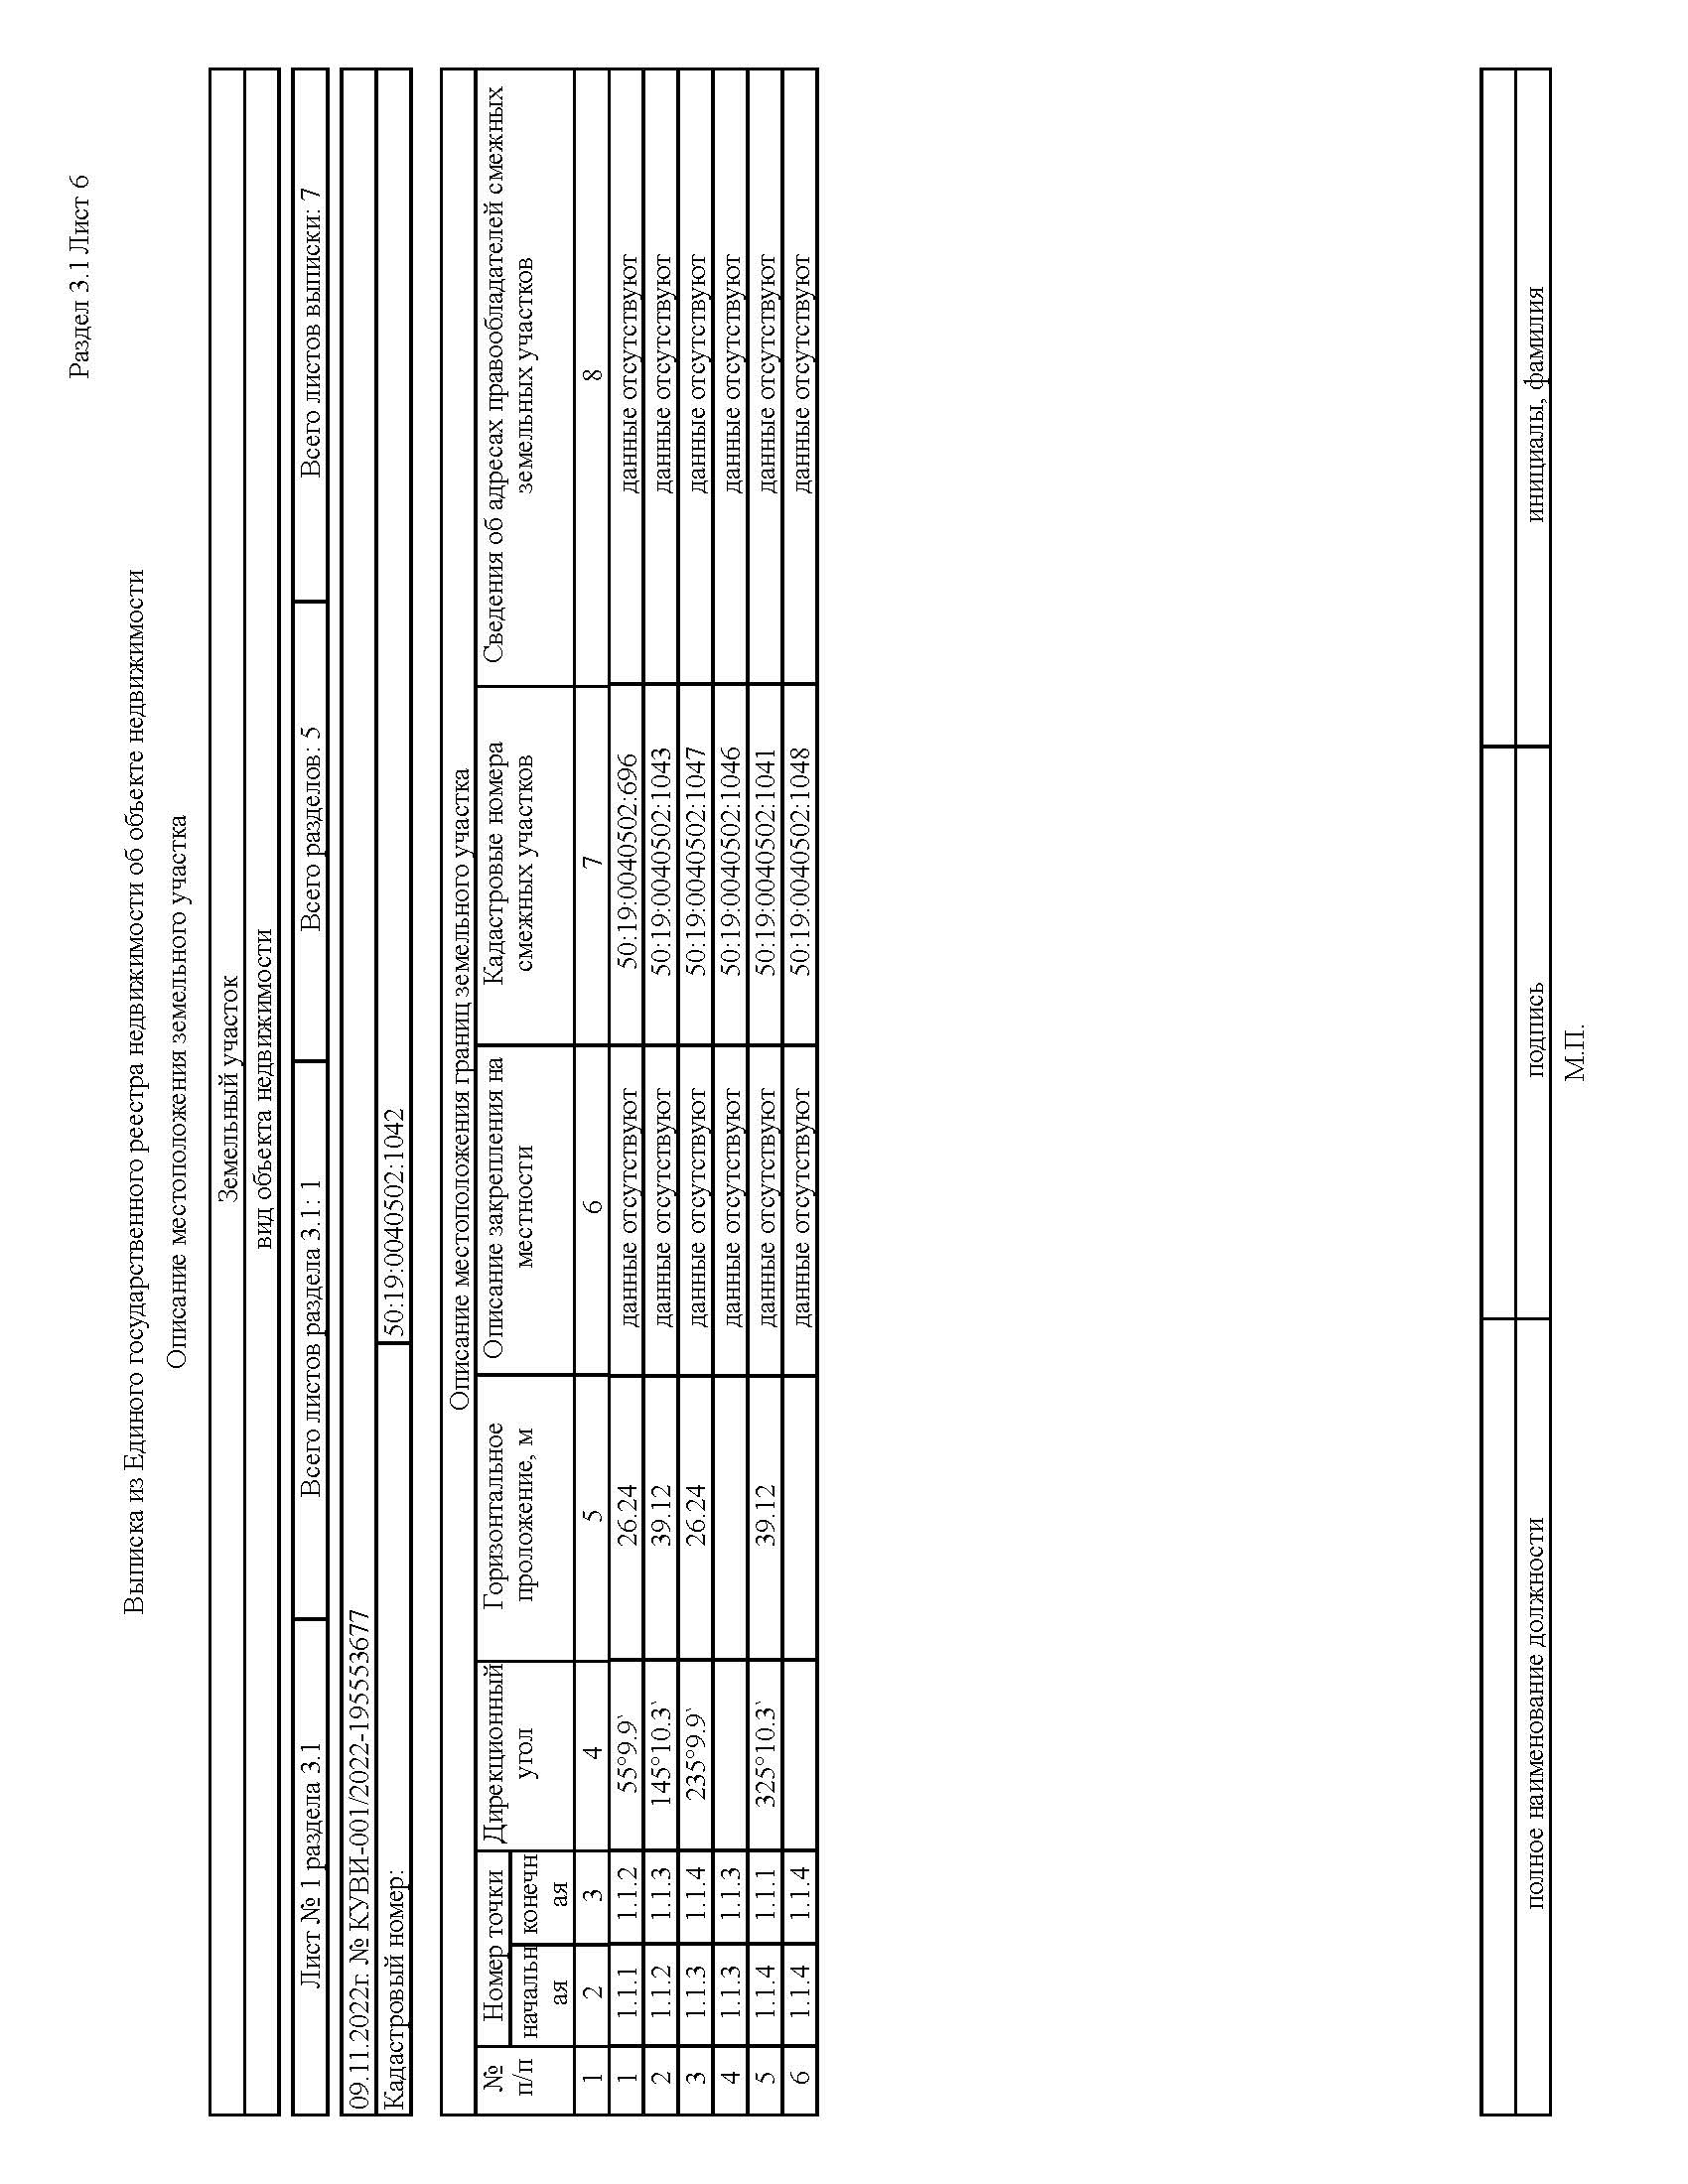 Раздел 3.1 Лист 6
Выписка из Единого государственного реестра недвижимости об объекте недвижимости
Описание местоположения земельного участка
Земельный участок
вид объекта недвижимости
Лист № 1 раздела 3.1 Всего листов раздела 3.1: 1 Всего разделов: 5 Всего листов выписки: 7
09.11.2022г. № КУВИ-001/2022-195553677
Кадастровый номер: 50:19:0040502:1042
Описание местоположения границ земельного участка
№ Номер точки Дирекционный Горизонтальное Описание закрепления на Кадастровые номера Сведения об адресах правообладателей смежных
п/п начальн конечн угол проложение, м местности смежных участков земельных участков
ая ая
1 2 3 4 5 6 7 8
1 1.1.1 1.1.2 55°9.9` 26.24 данные отсутствуют 50:19:0040502:696 данные отсутствуют
2 1.1.2 1.1.3 145°10.3` 39.12 данные отсутствуют 50:19:0040502:1043 данные отсутствуют
3 1.1.3 1.1.4 235°9.9` 26.24 данные отсутствуют 50:19:0040502:1047 данные отсутствуют
4 1.1.3 1.1.3 данные отсутствуют 50:19:0040502:1046 данные отсутствуют
5 1.1.4 1.1.1 325°10.3` 39.12 данные отсутствуют 50:19:0040502:1041 данные отсутствуют
6 1.1.4 1.1.4 данные отсутствуют 50:19:0040502:1048 данные отсутствуют
полное наименование должности подпись инициалы, фамилия
М.П.